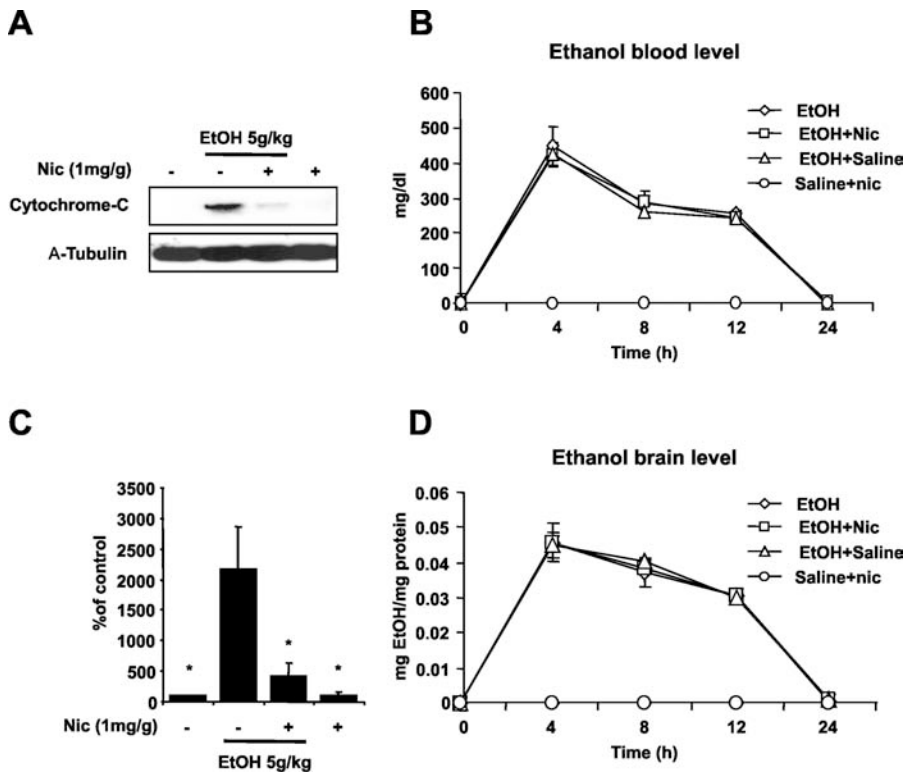 A
EtOH 5g/kg
Nic (1mg/g) - - + +
Cytochrome-C
A-Tubulin
B
Ethanol blood level
600
500
400
300
200
100
0
mg/dl
0 4 8 12 24
Time (h)
EtOH
EtOH+Nic
EtOH+Saline
Saline+nic
C
3500
3000
2500
2000
1500
1000
500
0
%of control
* * *
Nic (1mg/g) - - + +
EtOH 5g/kg
D
Ethanol brain level
0.06
0.05
0.04
0.03
0.02
0.01
0
mg EtOH/mg protein
0 4 8 12 24
Time (h)
EtOH
EtOH+Nic
EtOH+Saline
Saline+nic